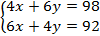 4x + 6y = 98
6x + 4y = 92